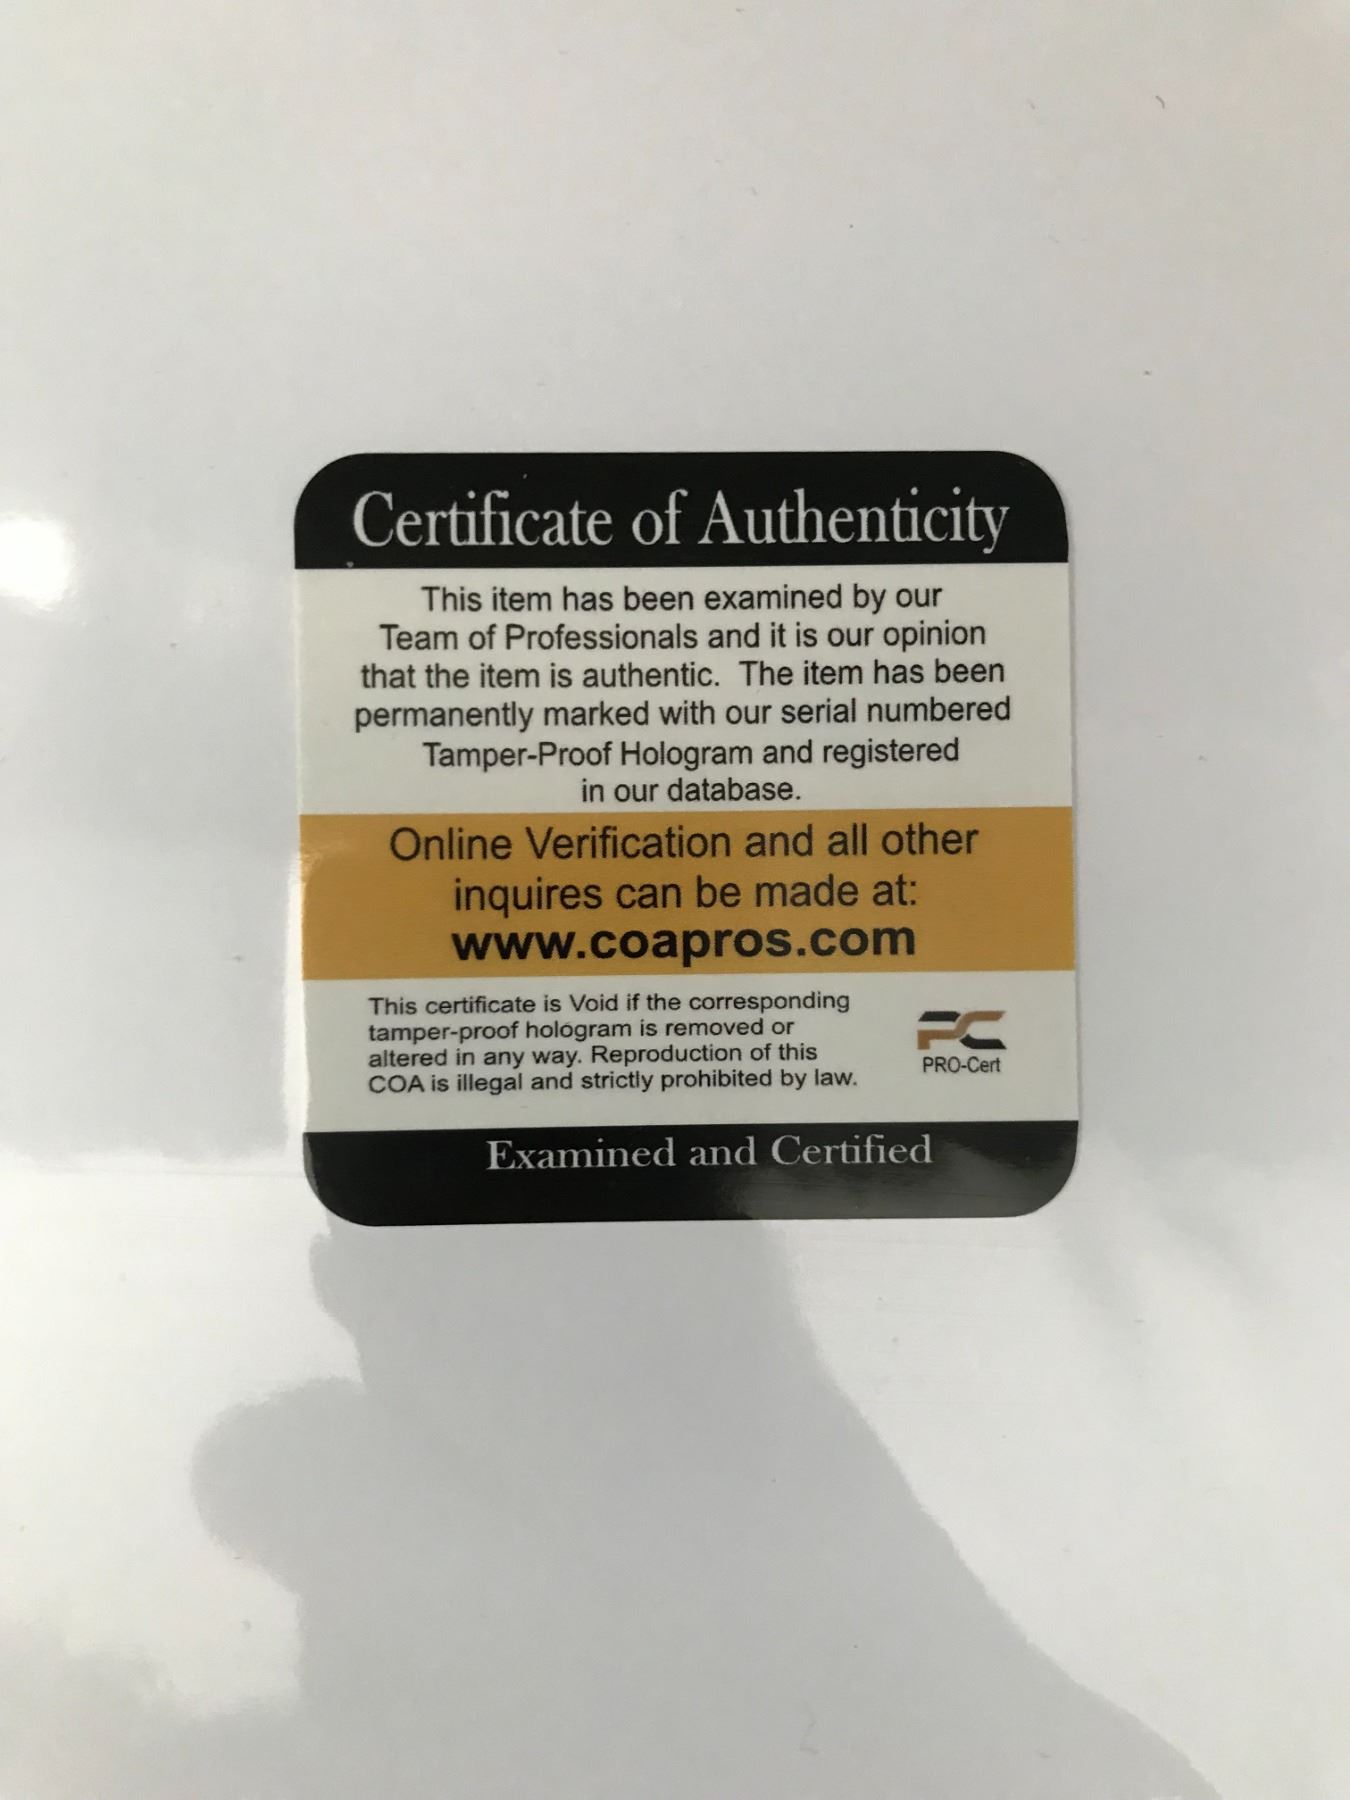 Certificate of Authenticity
This item has been examined by our
Team of Professionals and it is our opinion
that the item is authentic. The item has been
permanently marked with our serial numbered
Tamper-Proof Hologram and registered
in our database.
Online Verification and all other
inquires can be made at:
www.coapros.com
This certificate is Void if the corresponding
tamper-proof hologram is removed or
altered in any way. Reproduction of this
COA is illegal and strictly prohibited by law.
PC
PRO-Cert
Examined and Certified